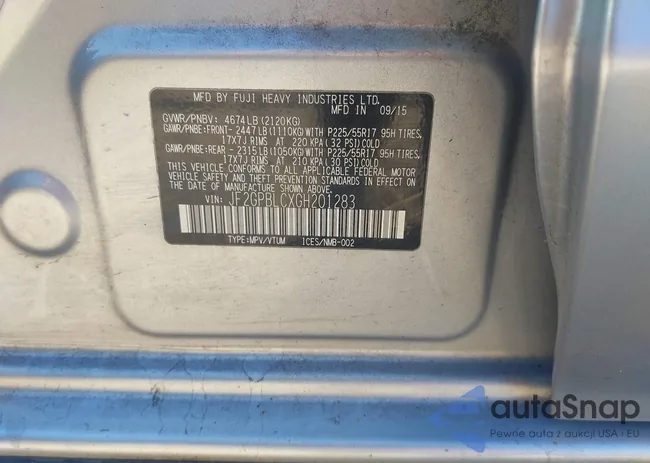 MFD BY FUJI HEAVY INDUSTRIES LTD.
MFD IN 09/15
GVWR/PNBV: 4674LB(2120KG)
GAWR/PNBE:FRONT- 2447LB(1110KG)WITH P225/55R17 95H TIRES,
17X7J RIMS AT 220 KPA(32 PSI)COLD
GAWR/PNBE:REAR - 2315LB(1050KG)WITH P225/55R17 95H TIRES,
17X7J RIMS AT 210 KPA(30 PSI)COLD
THIS VEHICLE CONFORMS TO ALL APPLICABLE FEDERAL MOTOR
VEHICLE SAFETY AND THEFT PREVENTION STANDARDS IN EFFECT ON
THE DATE OF MANUFACTURE SHOWN ABOVE.
VIN: JF2GPBLCXGH201283
TYPE:MPV/VTUM ICES/NMB-002
autaSnap
Pewne auta z aukcji USA i EU